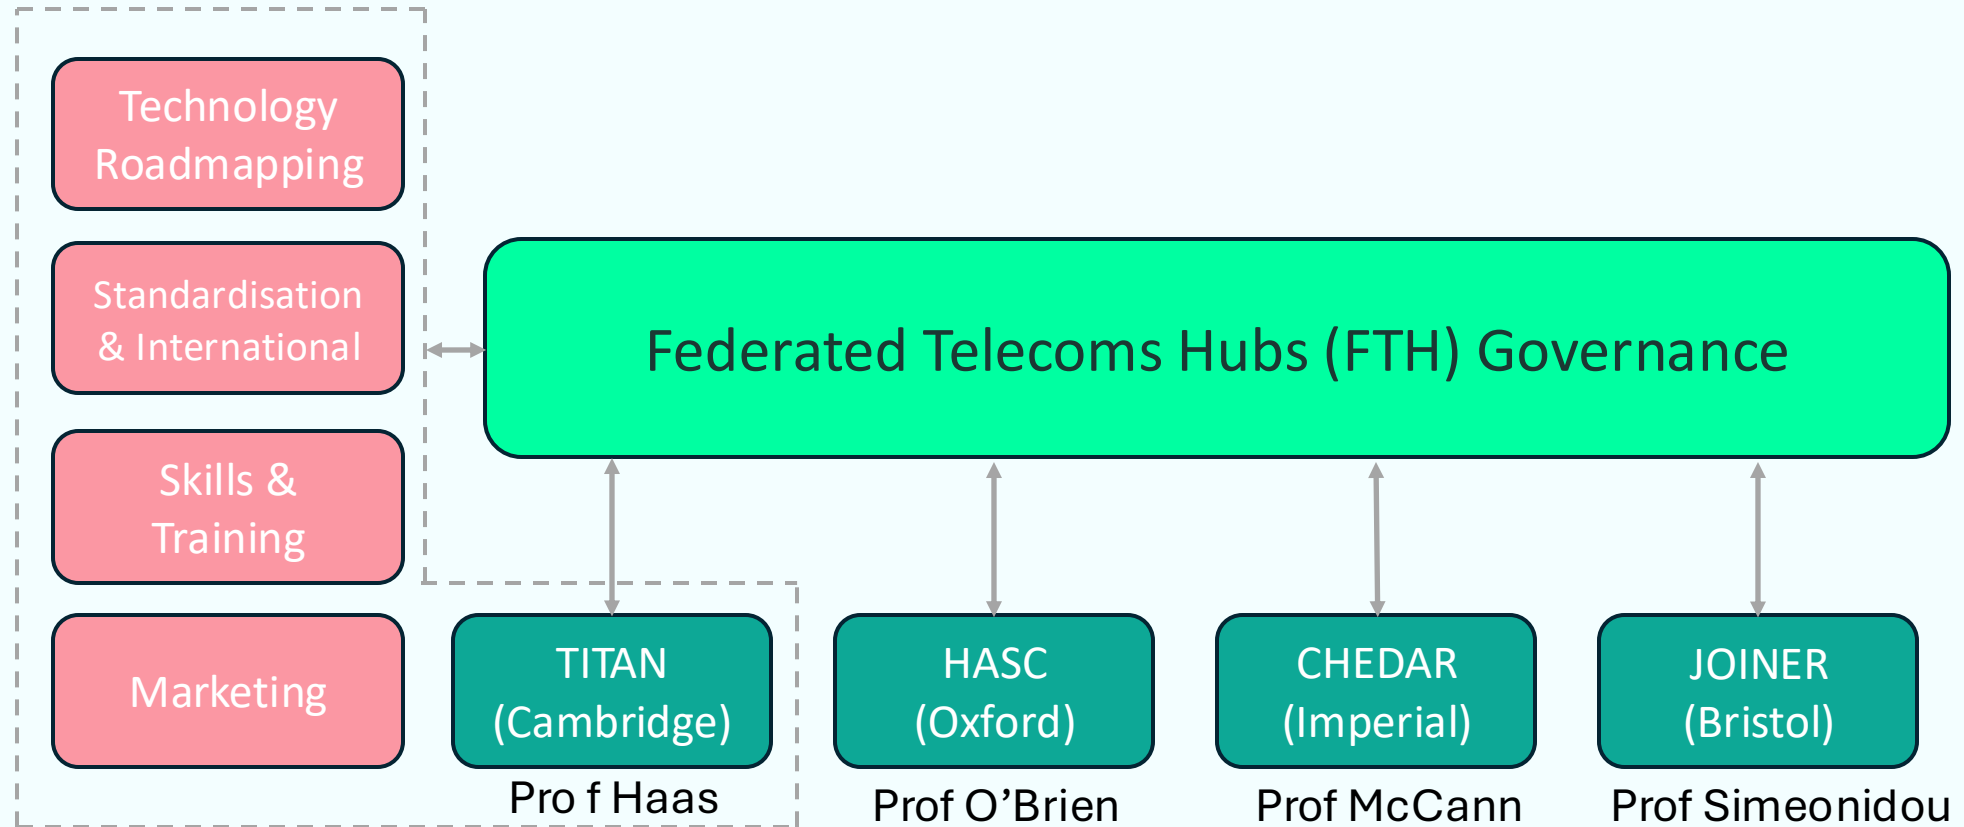 Technology
Roadmapping
Standardisation
& International
Skills &
Training
Marketing
Federated Telecoms Hubs (FTH) Governance
TITAN
(Cambridge)
Pro f Haas
HASC
(Oxford)
Prof O’Brien
CHEDAR
(Imperial)
Prof McCann
JOINER
(Bristol)
Prof Simeonidou